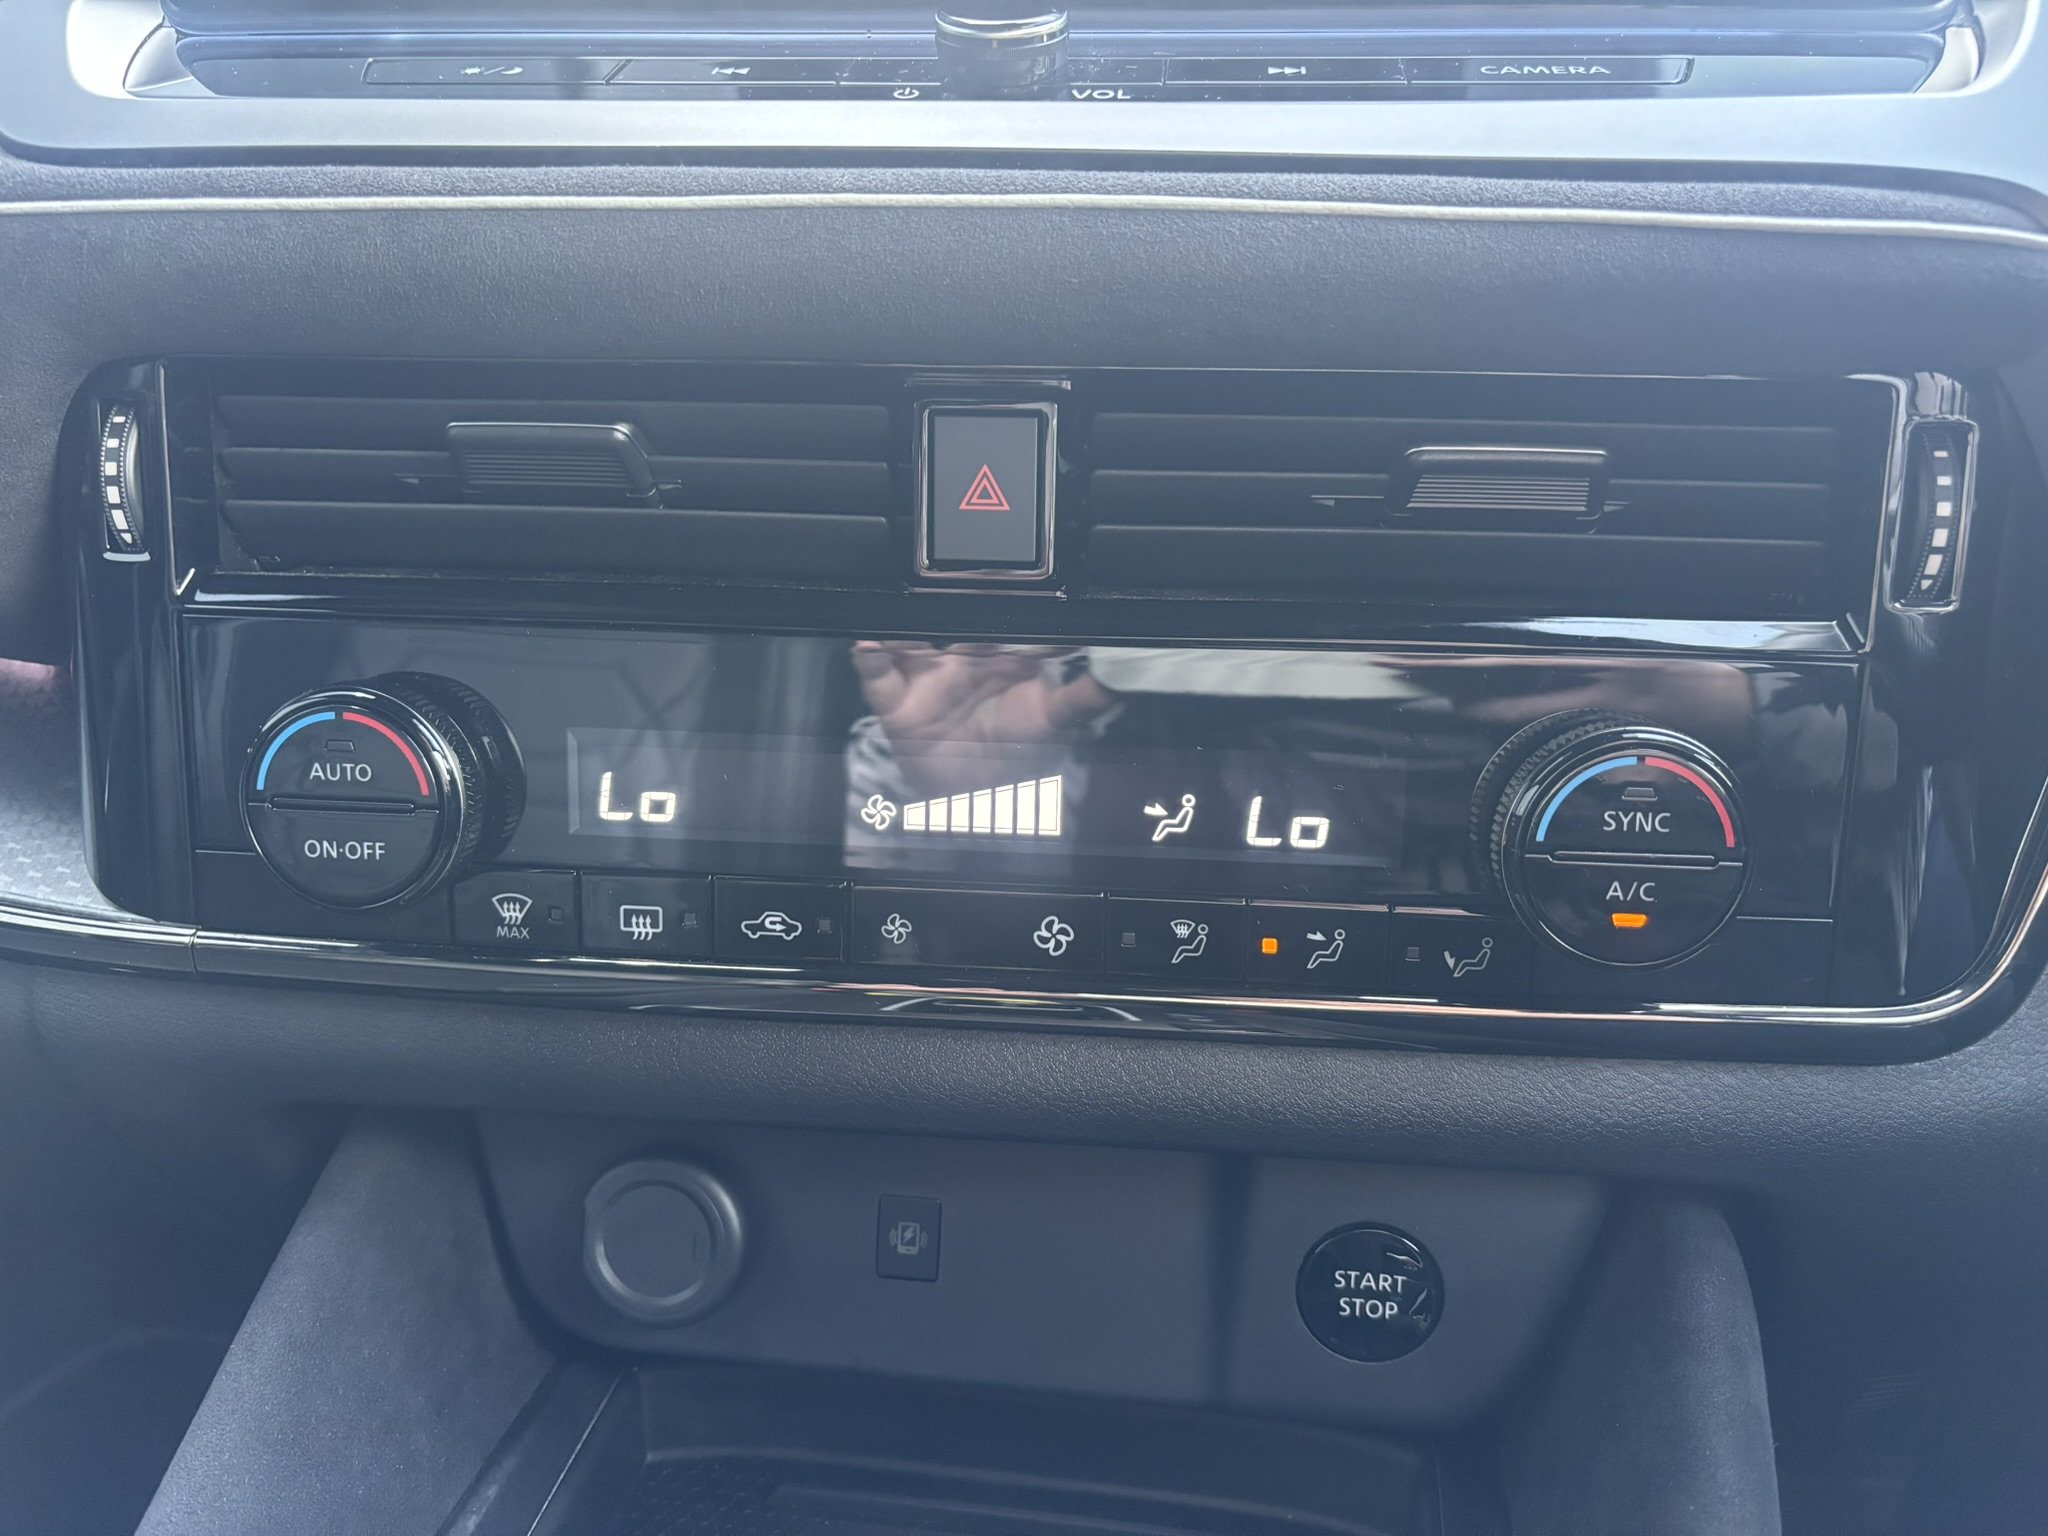 CAMERA
VOL
AUTO
ON·OFF
Lo
Lo
SYNC
A/C
MAX
START
STOP